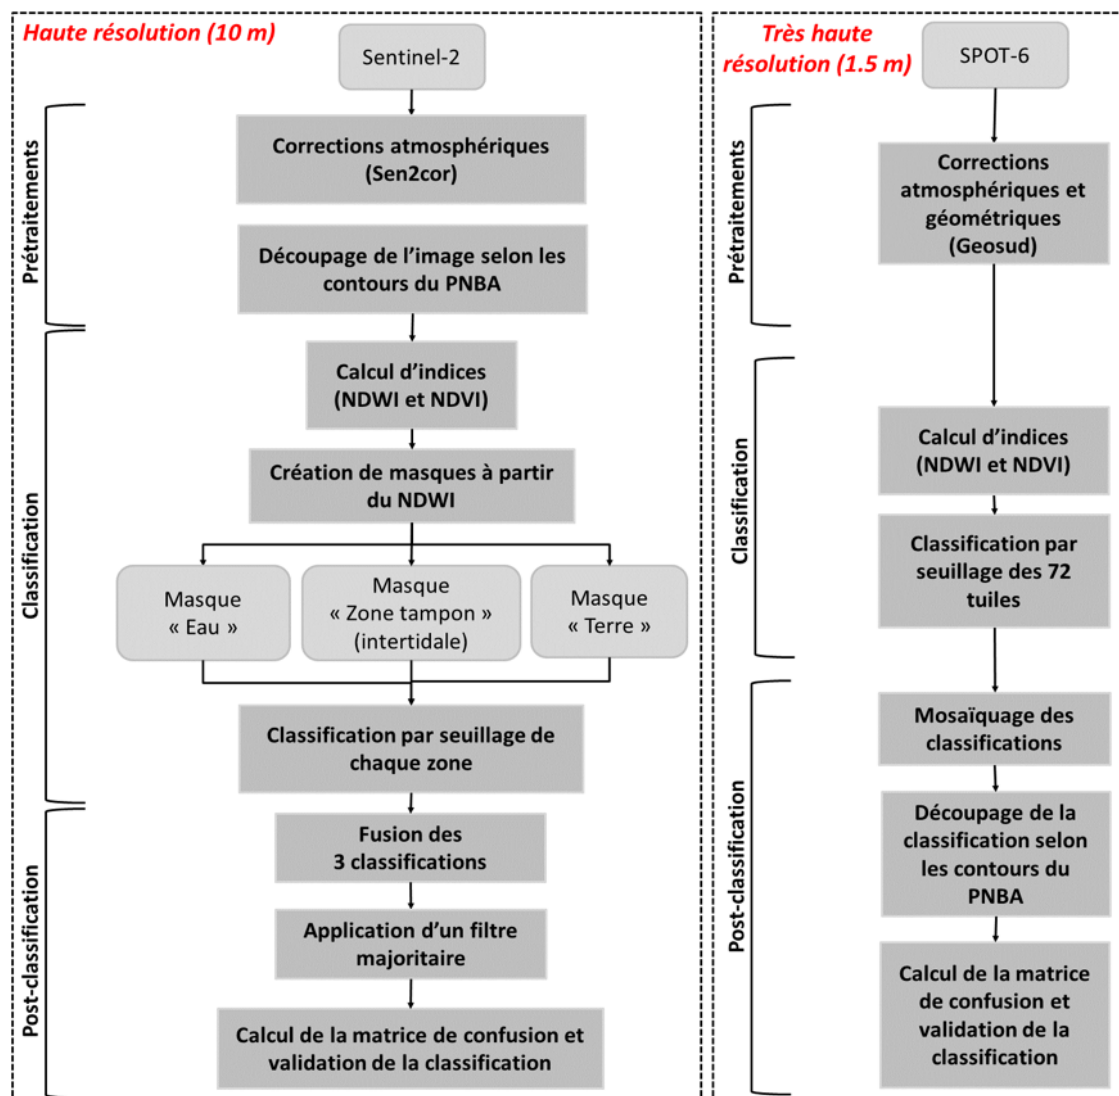 Haute résolution (10 m)
Sentinel-2
Prétraitements
Corrections atmosphériques
(Sen2cor)
Découpage de l’image selon les
contours du PNBA
Classification
Calcul d’indices
(NDWI et NDVI)
Création de masques à partir
du NDWI
Masque
« Eau »
Masque
« Zone tampon »
(intertidale)
Masque
« Terre »
Classification par seuillage de
chaque zone
Post-classification
Fusion des
3 classifications
Application d’un filtre
majoritaire
Calcul de la matrice de confusion et
validation de la classification
Très haute
résolution (1.5 m)
SPOT-6
Prétraitements
Corrections
atmosphériques et
géométriques
(Geosud)
Classification
Calcul d’indices
(NDWI et NDVI)
Classification par
seuillage des 72
tuiles
Post-classification
Mosaïquage des
classifications
Découpage de la
classification selon
les contours du
PNBA
Calcul de la matrice
de confusion et
validation de la
classification